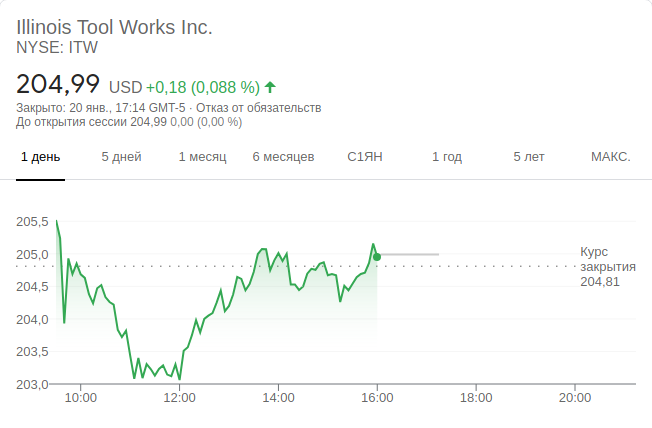 Illinois Tool Works Inc.
NYSE: ITW
204,99 USD +0,18 (0,088 %)
Закрыто: 20 янв., 17:14 GMT-5 · Отказ от обязательств
До открытия сессии 204,99 0,00 (0,00 %)
1 день 5 дней 1 месяц 6 месяцев С1ЯН 1 год 5 лет МАКС.
205,5
205,0
204,5
204,0
203,5
203,0
Курс
закрытия
204,81
10:00 12:00 14:00 16:00 18:00 20:00